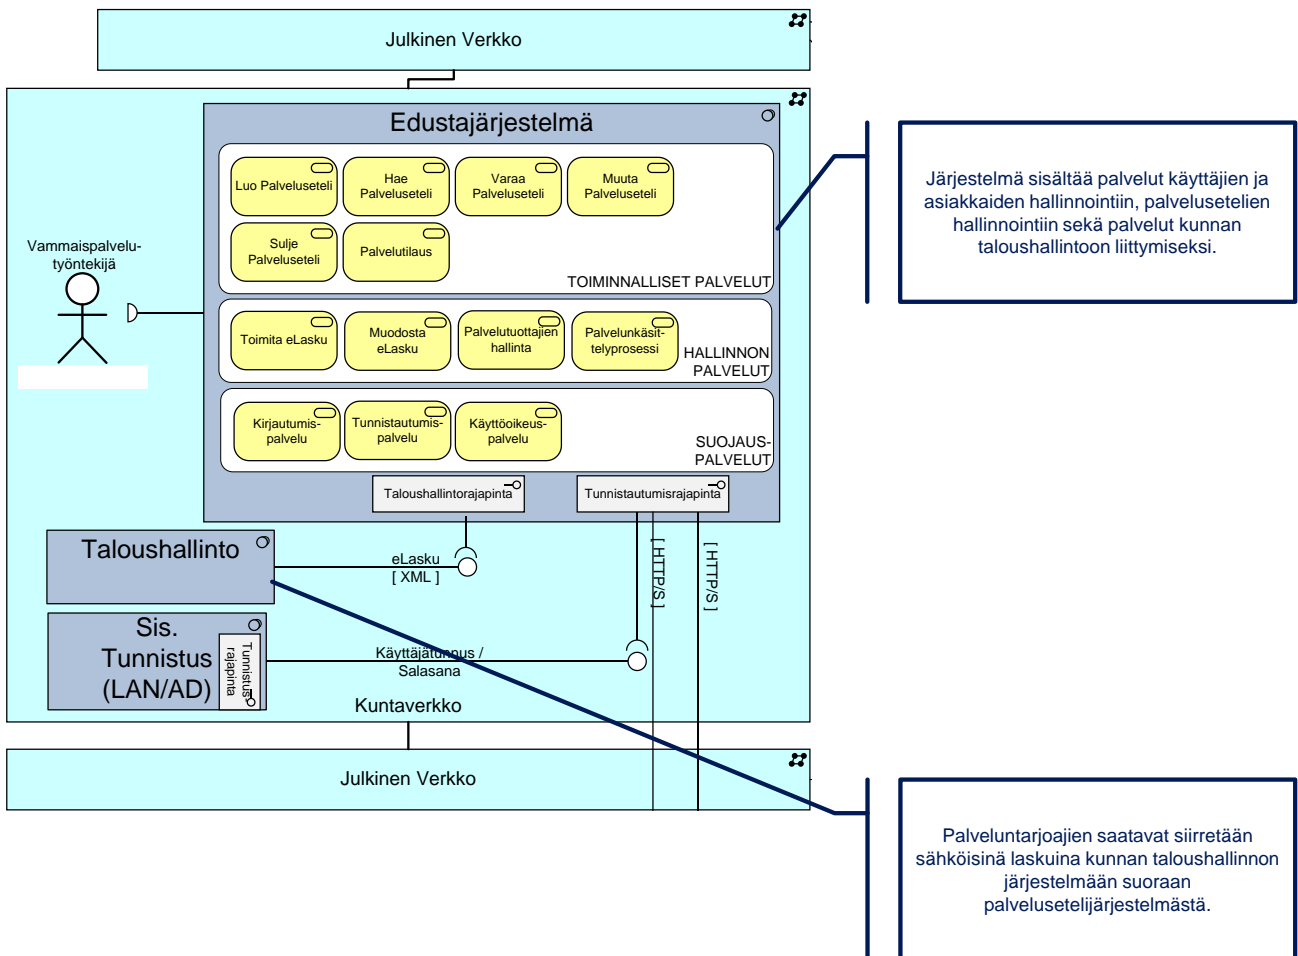 Julkinen Verkko
Edustajärjestelmä
Luo Palveluseteli
Hae
Palveluseteli
Varaa
Palveluseteli
Muuta
Palveluseteli
Sulje
Palveluseteli
Palvelutilaus
TOIMINNALLISET PALVELUT
Vammaispalvelu-
työntekijä
Toimita eLasku
Muodosta
eLasku
Palvelutuottajien
hallinta
Palvelunkäsit-
telyprosessi
HALLINNON
PALVELUT
Kirjautumis-
palvelu
Tunnistautumis-
palvelu
Käyttöoikeus-
palvelu
SUOJAUS-
PALVELUT
Taloushallintorajapinta
Tunnistautumisrajapinta
Taloushallinto
eLasku
[ XML ]
[ HTTP/S ]
[ HTTP/S ]
Sis.
Tunnistus
(LAN/AD)
Tunnistus
rajapinta
Käyttäjätunnus /
Salasana
Kuntaverkko
Julkinen Verkko
Järjestelmä sisältää palvelut käyttäjien ja
asiakkaiden hallinnointiin, palvelusetelien
hallinnointiin sekä palvelut kunnan
taloushallintoon liittymiseksi.
Palveluntarjoajien saatavat siirretään
sähköisinä laskuina kunnan taloushallinnon
järjestelmään suoraan
palvelusetelijärjestelmästä.